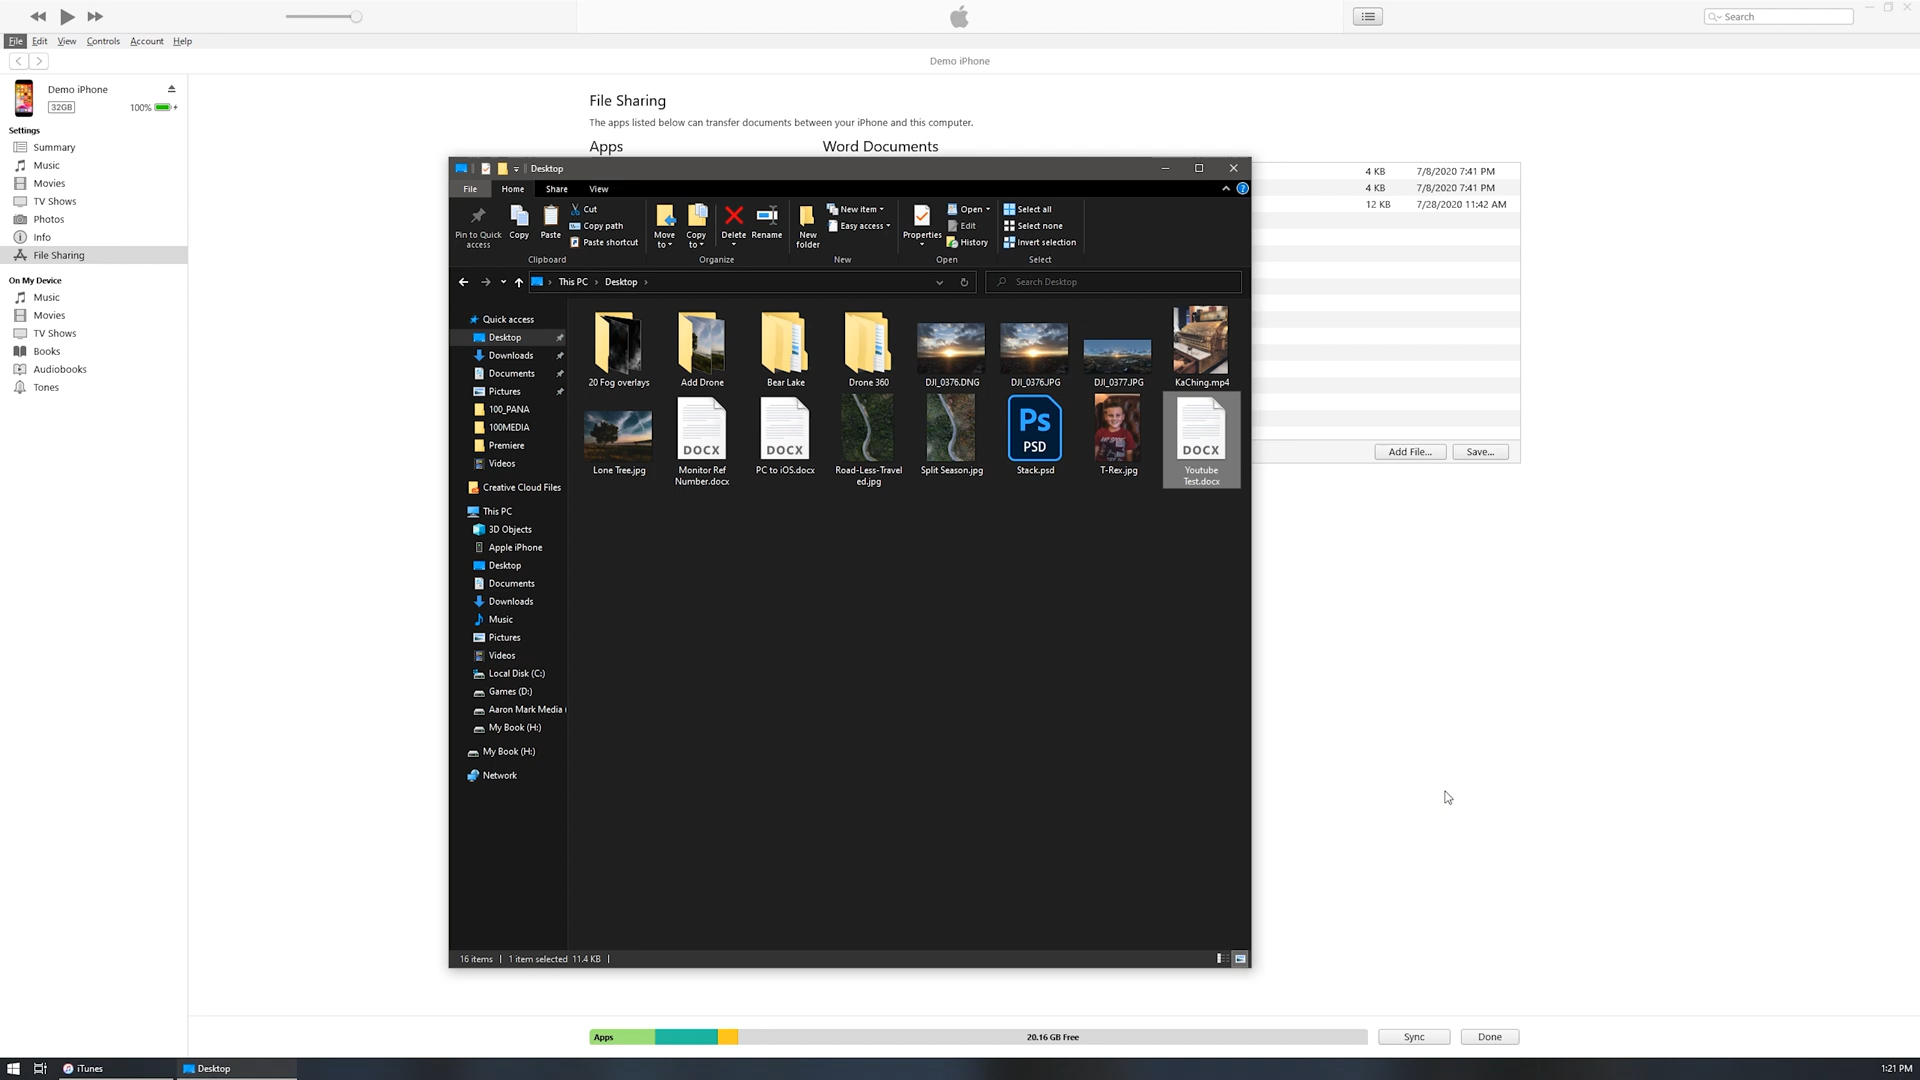 Search
File Edit View Controls Account Help
Demo iPhone
Demo iPhone
32GB 100%
Settings
Summary
Music
Movies
TV Shows
Photos
Info
File Sharing
On My Device
Music
Movies
TV Shows
Books
Audiobooks
Tones
File Sharing
The apps listed below can transfer documents between your iPhone and this computer.
Apps Word Documents
4 KB 7/8/2020 7:41 PM
4 KB 7/8/2020 7:41 PM
12 KB 7/28/2020 11:42 AM
Add File... Save...
Desktop
File Home Share View
Pin to Quick access
Copy
Paste
Cut
Copy path
Paste shortcut
Clipboard
Move to
Copy to
Delete
Rename
Organize
New folder
New item
Easy access
New
Properties
Open
Edit
History
Open
Select all
Select none
Invert selection
Select
This PC > Desktop >
Search Desktop
Quick access
Desktop
Downloads
Documents
Pictures
100_PANA
100MEDIA
Premiere
Videos
Creative Cloud Files
This PC
3D Objects
Apple iPhone
Desktop
Documents
Downloads
Music
Pictures
Videos
Local Disk (C:)
Games (D:)
Aaron Mark Media
My Book (H:)
My Book (H:)
Network
20 Fog overlays
Add Drone
Bear Lake
Drone 360
DJI_0376.DNG
DJI_0376.JPG
DJI_0377.JPG
KaChing.mp4
Lone Tree.jpg
DOCX
Monitor Ref
Number.docx
DOCX
PC to iOS.docx
Road-Less-Travel
ed.jpg
Split Season.jpg
Ps
PSD
Stack.psd
T-Rex.jpg
DOCX
Youtube
Test.docx
16 items 1 item selected 11.4 KB
Apps 20.16 GB Free
Sync Done
iTunes Desktop 1:21 PM